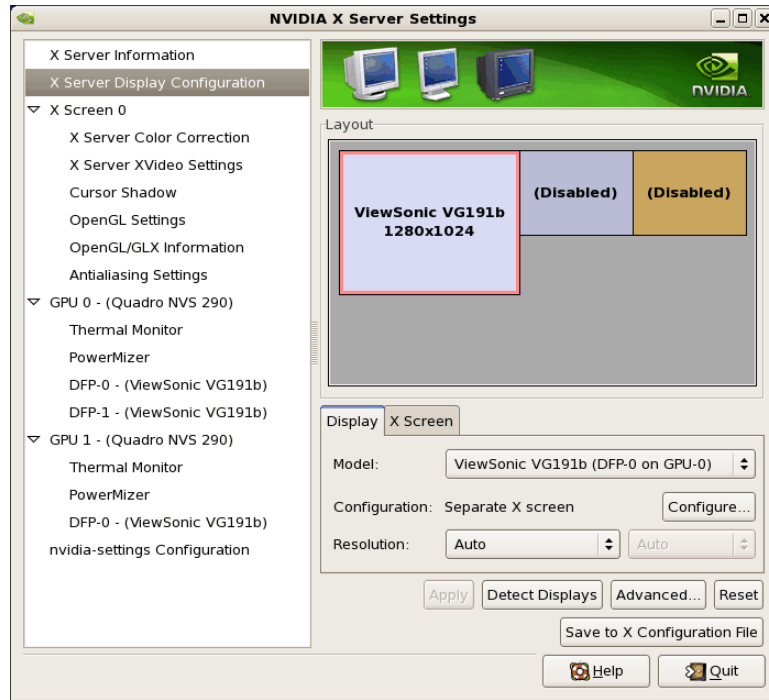 NVIDIA X Server Settings
X Server Information
X Server Display Configuration
X Screen 0
X Server Color Correction
X Server XVideo Settings
Cursor Shadow
OpenGL Settings
OpenGL/GLX Information
Antialiasing Settings
GPU 0 - (Quadro NVS 290)
Thermal Monitor
PowerMizer
DFP-0 - (ViewSonic VG191b)
DFP-1 - (ViewSonic VG191b)
GPU 1 - (Quadro NVS 290)
Thermal Monitor
PowerMizer
DFP-0 - (ViewSonic VG191b)
nvidia-settings Configuration
NVIDIA
Layout
ViewSonic VG191b
1280x1024
(Disabled)
(Disabled)
Display X Screen
Model: ViewSonic VG191b (DFP-0 on GPU-0)
Configuration: Separate X screen Configure...
Resolution: Auto Auto
Apply Detect Displays Advanced... Reset
Save to X Configuration File
Help Quit